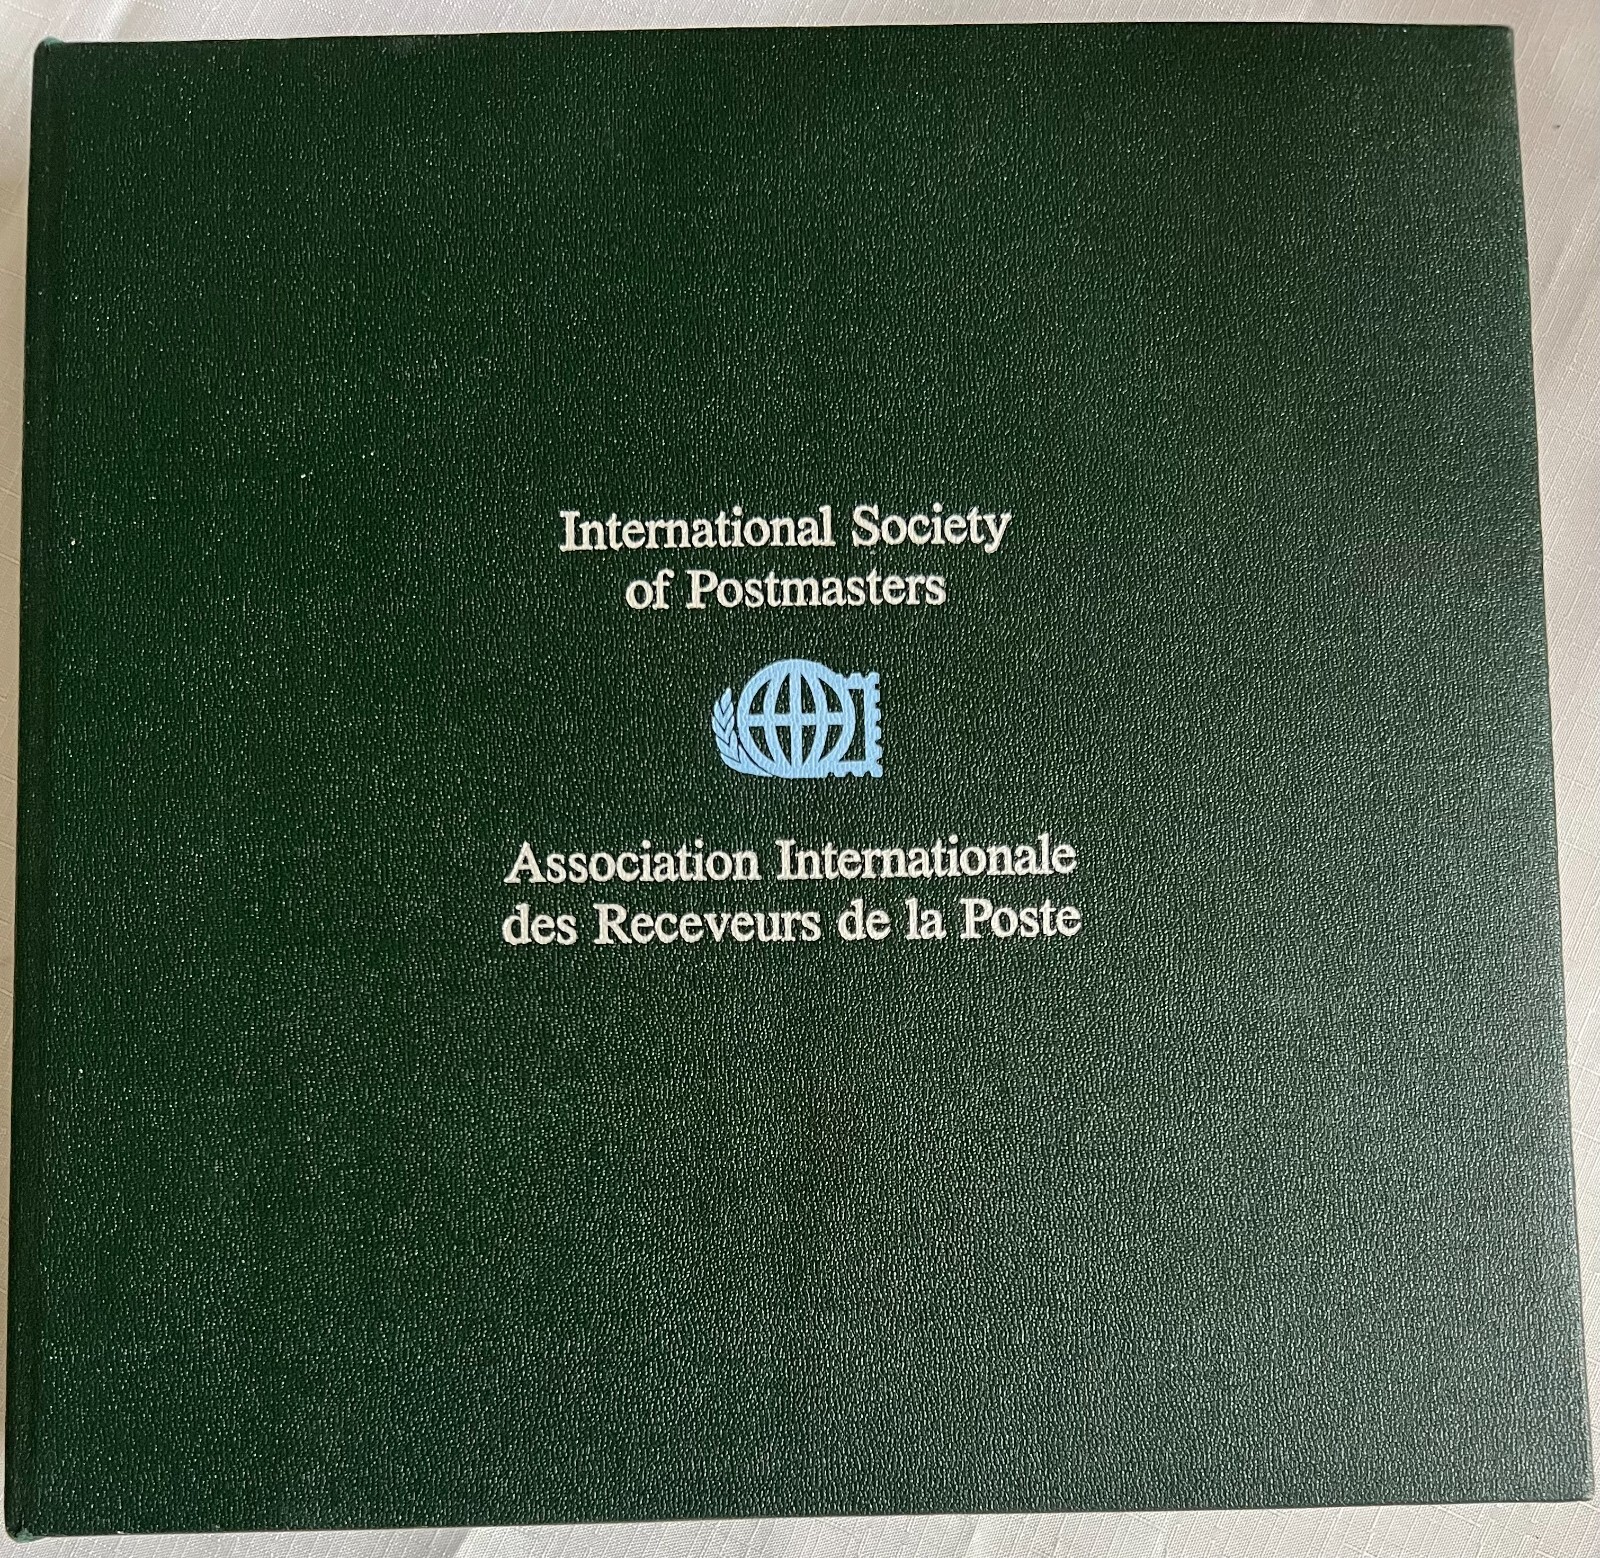 International Society
of Postmasters
Association Internationale
des Receveurs de la Poste